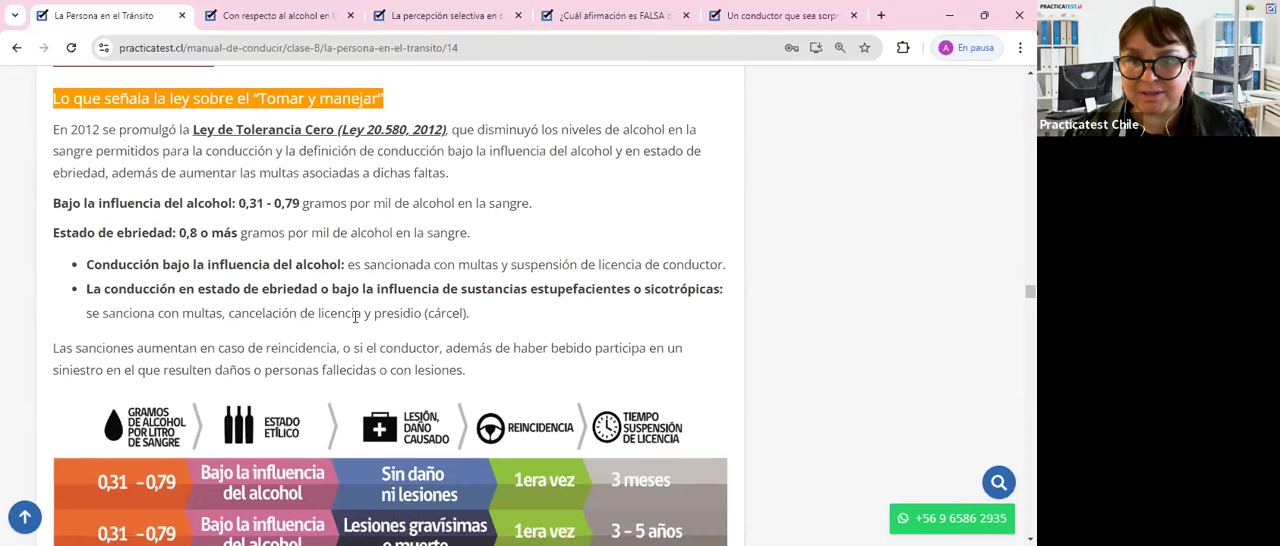 La Persona en el Tránsito
Con respecto al alcohol en l
La percepción selectiva en c
¿Cuál afirmación es FALSA c
Un conductor que sea sorpr
practicatest.cl/manual-de-conducir/clase-B/la-persona-en-el-transito/14
A
En pausa
PRACTICATEST.cl
Practicatest Chile
Lo que señala la ley sobre el “Tomar y manejar”
En 2012 se promulgó la Ley de Tolerancia Cero (Ley 20.580, 2012), que disminuyó los niveles de alcohol en la
sangre permitidos para la conducción y la definición de conducción bajo la influencia del alcohol y en estado de
ebriedad, además de aumentar las multas asociadas a dichas faltas.
Bajo la influencia del alcohol: 0,31 - 0,79 gramos por mil de alcohol en la sangre.
Estado de ebriedad: 0,8 o más gramos por mil de alcohol en la sangre.
• Conducción bajo la influencia del alcohol: es sancionada con multas y suspensión de licencia de conductor.
• La conducción en estado de ebriedad o bajo la influencia de sustancias estupefacientes o sicotrópicas:
se sanciona con multas, cancelación de licencia y presidio (cárcel).
Las sanciones aumentan en caso de reincidencia, o si el conductor, además de haber bebido participa en un
siniestro en el que resulten daños o personas fallecidas o con lesiones.
GRAMOS
DE ALCOHOL
POR LITRO
DE SANGRE
ESTADO
ETÍLICO
LESIÓN,
DAÑO
CAUSADO
REINCIDENCIA
TIEMPO
SUSPENSIÓN
DE LICENCIA
0,31 -0,79
Bajo la influencia
del alcohol
Sin daño
ni lesiones
1era vez
3 meses
0,31 -0,79
Bajo la influencia
del alcohol
Lesiones gravísimas
o muerte
1era vez
3 - 5 años
+56 9 6586 2935